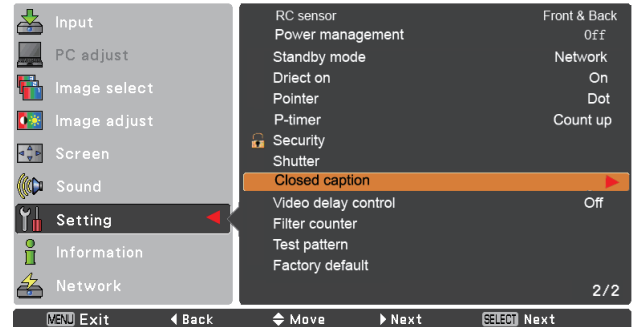 Input
PC adjust
Image select
Image adjust
Screen
Sound
Setting
Information
Network
RC sensor Front & Back
Power management Off
Standby mode Network
Driect on On
Pointer Dot
P-timer Count up
Security
Shutter
Closed caption
Video delay control Off
Filter counter
Test pattern
Factory default
2/2
MENU Exit Back Move Next SELECT Next